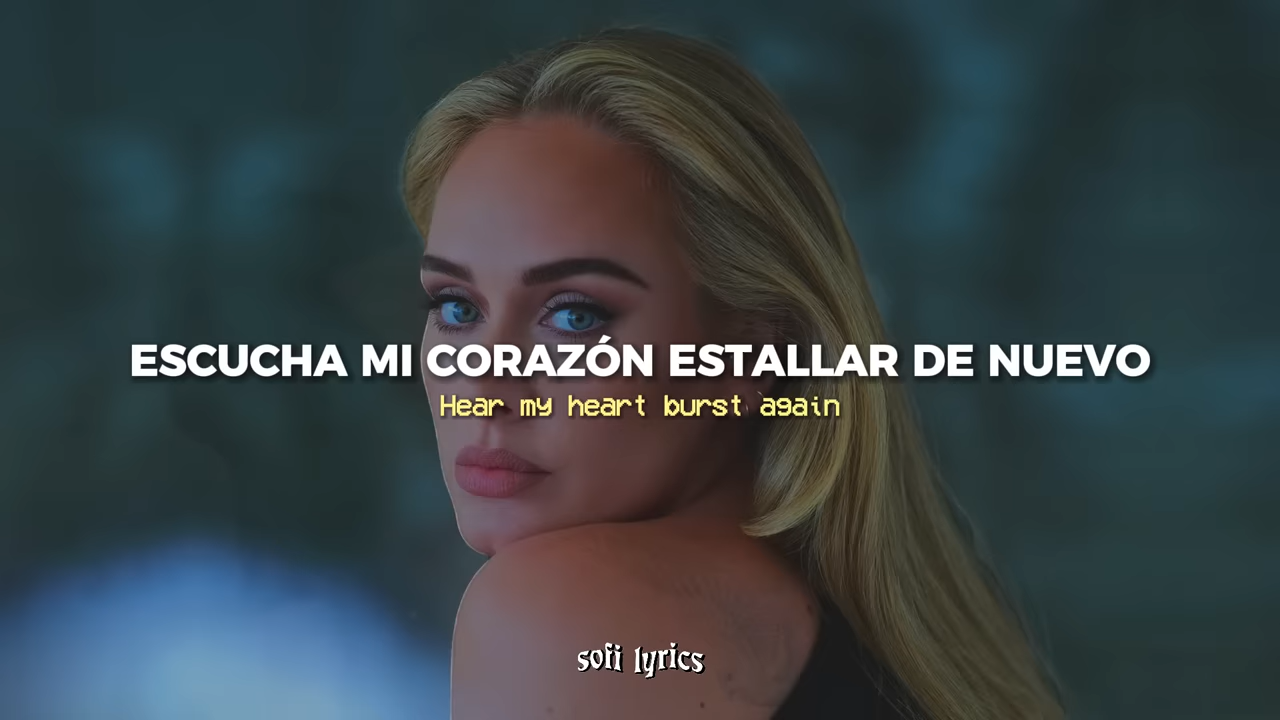 ESCUCHA MI CORAZÓN ESTALLAR DE NUEVO
Hear my heart burst again
sofi lyrics